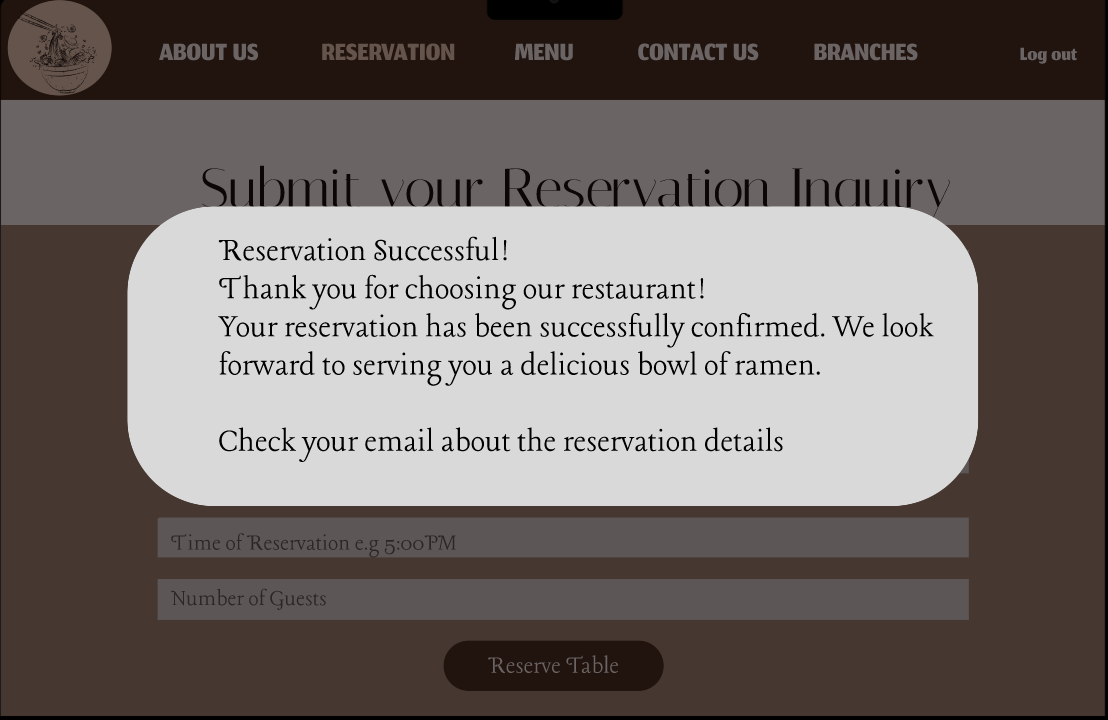 ABOUT US
RESERVATION
MENU
CONTACT US
BRANCHES
Log out
Submit your Reservation Inquiry
Reservation Successful!
Thank you for choosing our restaurant!
Your reservation has been successfully confirmed. We look
forward to serving you a delicious bowl of ramen.
Check your email about the reservation details
Time of Reservation e.g 5:00PM
Number of Guests
Reserve Table